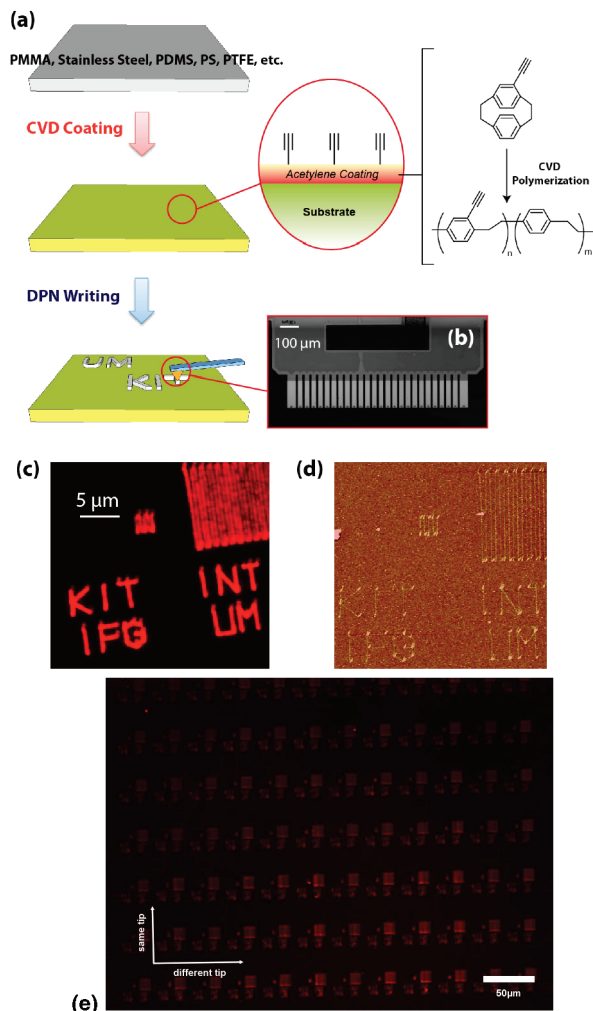 (a)
PMMA, Stainless Steel, PDMS, PS, PTFE, etc.
CVD Coating
Acetylene Coating
Substrate
CVD
Polymerization
n
m
DPN Writing
UM
KIT
100 µm
(b)
(c)
5 µm
KIT
IFG
INT
UM
(d)
KIT
IFG
INT
UM
same tip
different tip
50µm
(e)